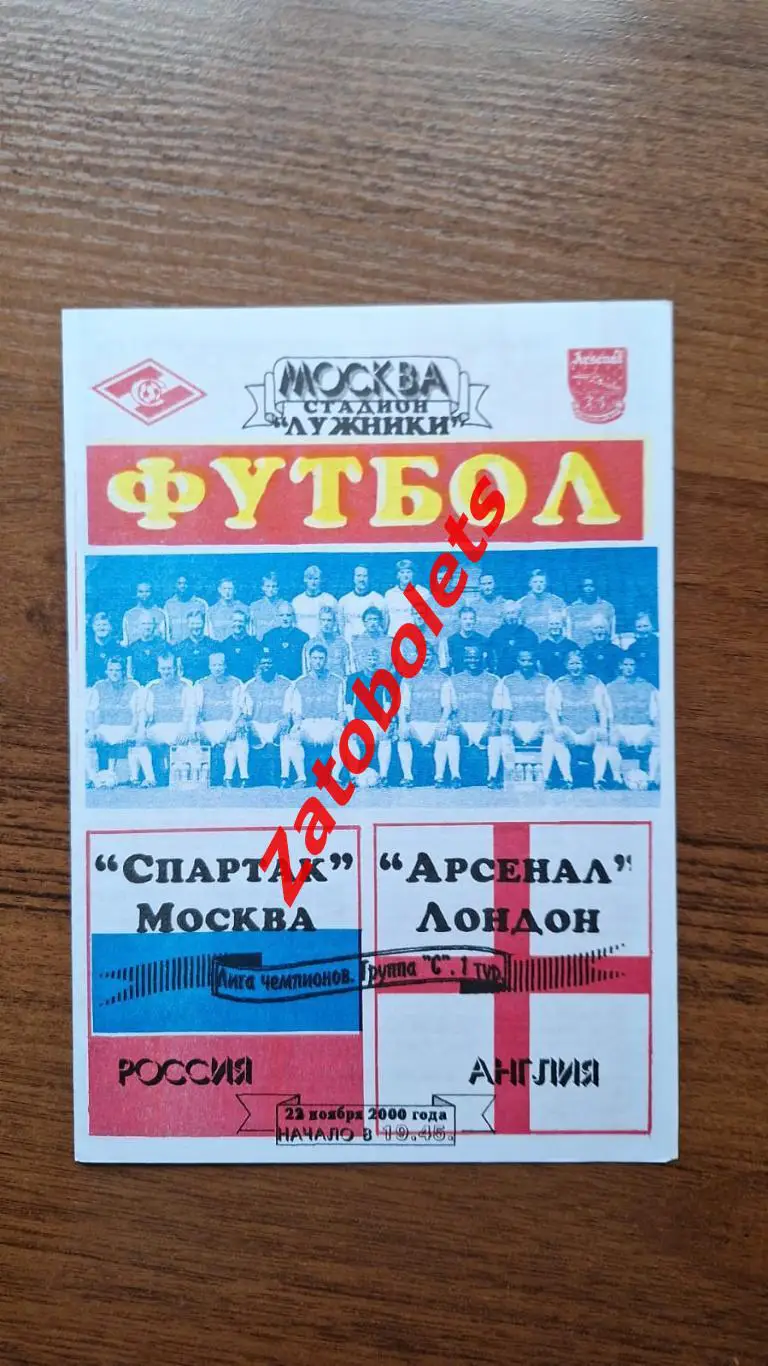 Arsenal
МОСКВА
СТАДИОН
"ЛУЖНИКИ"
ФУТБОЛ
Zatobolets
"СПАРТАК"
МОСКВА
"АРСЕНАЛ"
ЛОНДОН
Лига чемпионов. Группа "С". 1 тур.
РОССИЯ
АНГЛИЯ
22 ноября 2000 года
НАЧАЛО В 19.45.